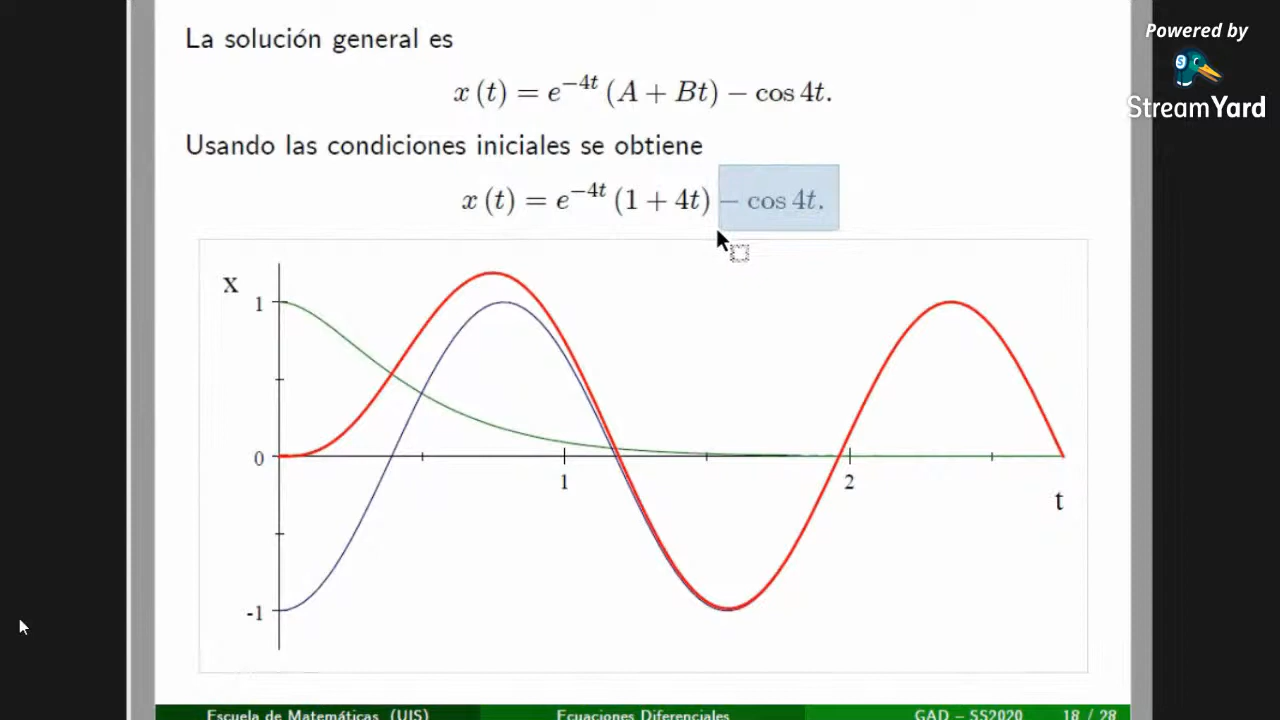 Powered by
StreamYard
La solución general es
x (t) = e^{−4t} (A + Bt) − cos 4t.
Usando las condiciones iniciales se obtiene
x (t) = e^{−4t} (1 + 4t) − cos 4t.
x
1
0
1
2
t
-1
Escuela de Matemáticas (UIS) Ecuaciones Diferenciales GAD – SS2020 18 / 28